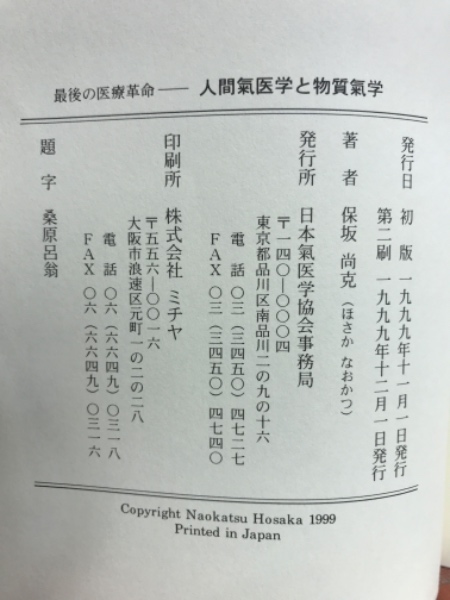 最後の医療革命―― 人間氣医学と物質氣学
発行日 初 版 一九九九年十一月一日発行
第二刷 一九九九年十二月一日発行
著 者 保坂 尚克（ほさか なおかつ）
発行所 日本氣医学協会事務局
〒一四〇―〇〇〇四
東京都品川区南品川二の九の十六
電 話 〇三（三四五〇）四七二七
ＦＡＸ 〇三（三四五〇）四七四〇
印刷所 株式会社 ミチヤ
〒五五六―〇〇一六
大阪市浪速区元町一の二の二八
電 話 〇六（六六四九）〇三一八
ＦＡＸ 〇六（六六四九）〇三一六
題 字 桑原呂翁
Copyright Naokatsu Hosaka 1999
Printed in Japan